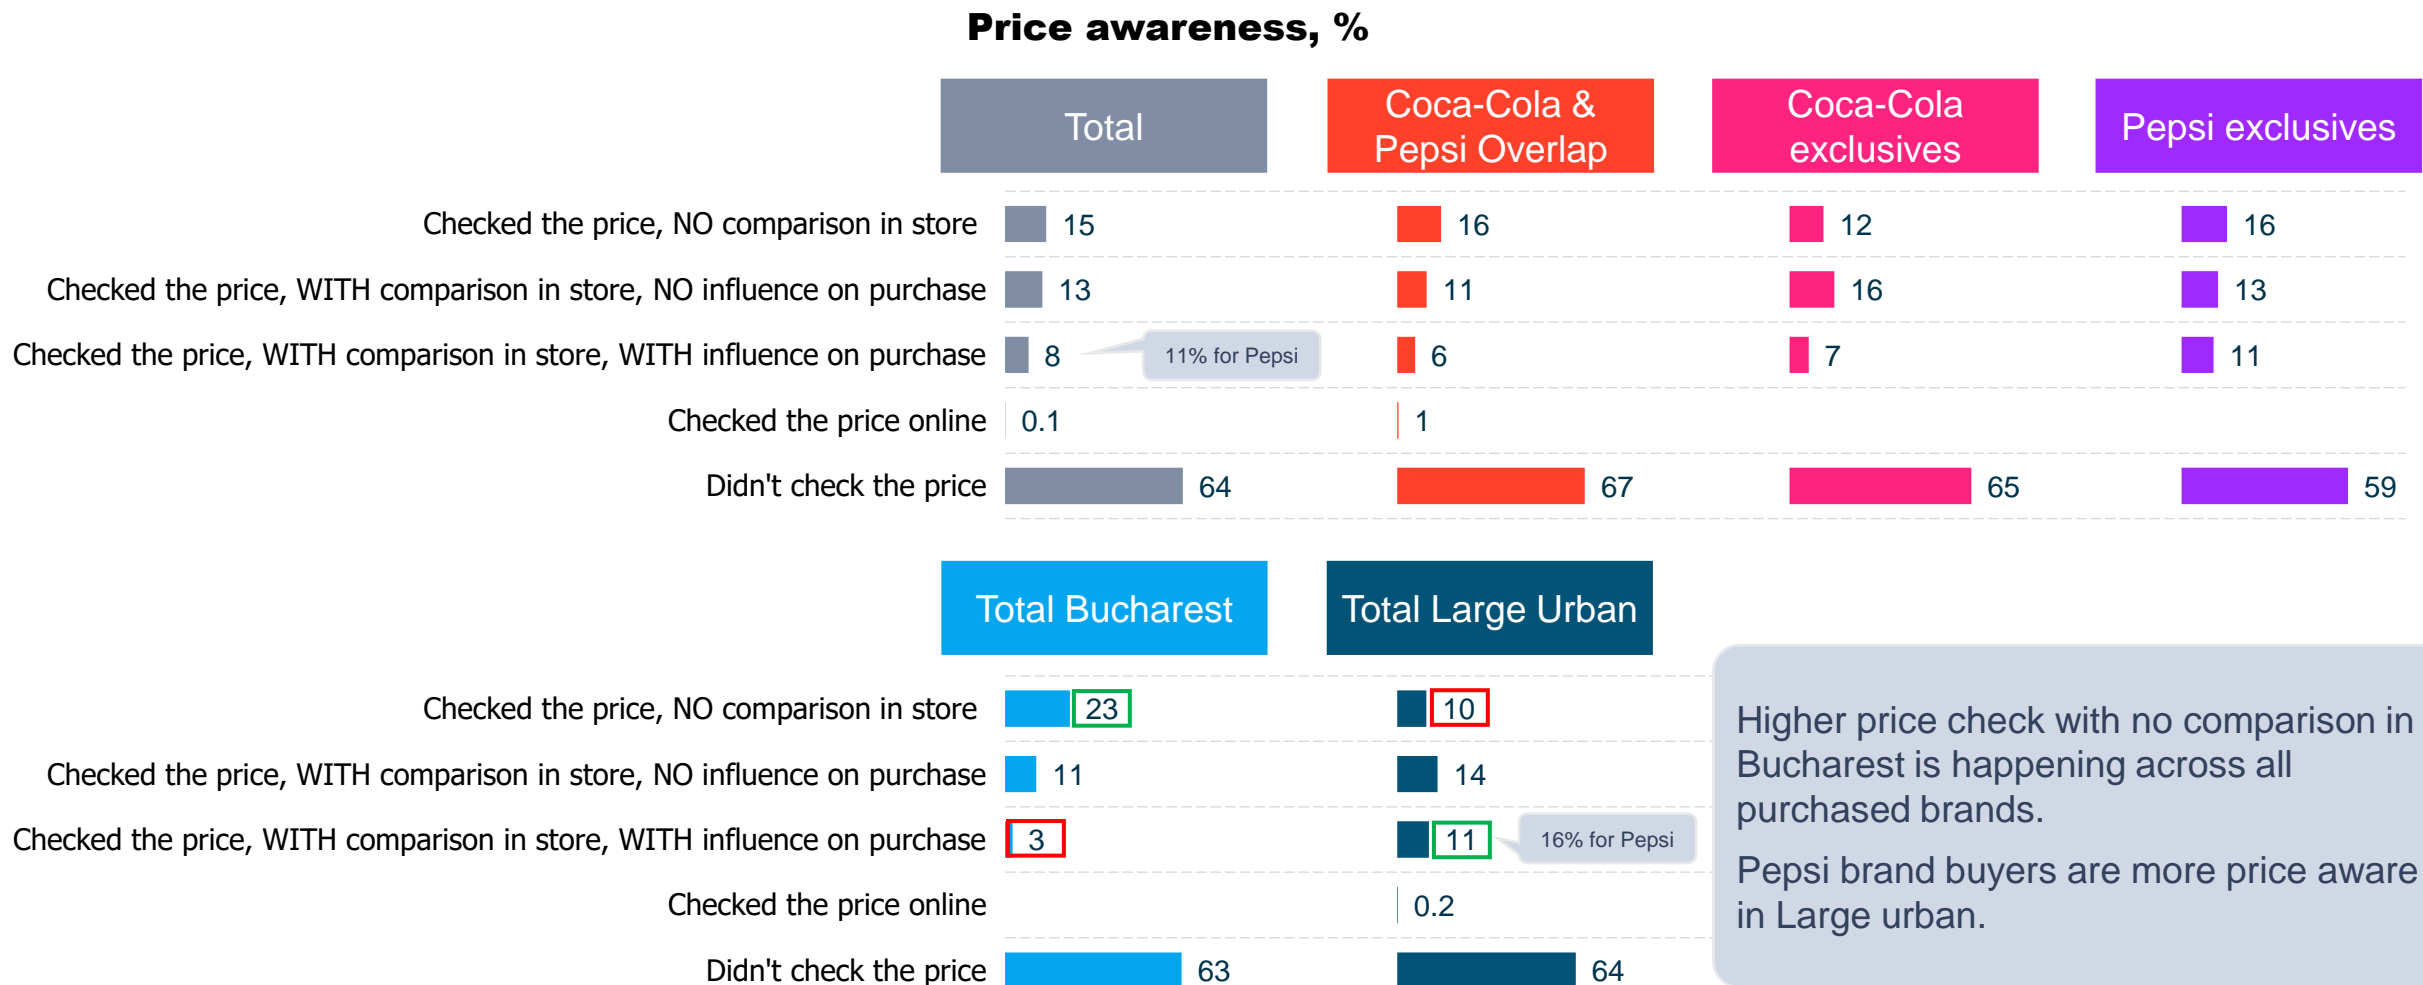 Price awareness, %
Total
Coca-Cola &
Pepsi Overlap
Coca-Cola
exclusives
Pepsi exclusives
Checked the price, NO comparison in store 15 16 12 16
Checked the price, WITH comparison in store, NO influence on purchase 13 11 16 13
Checked the price, WITH comparison in store, WITH influence on purchase 8 11% for Pepsi 6 7 11
Checked the price online 0.1 1
Didn't check the price 64 67 65 59
Total Bucharest
Total Large Urban
Checked the price, NO comparison in store 23 10
Checked the price, WITH comparison in store, NO influence on purchase 11 14
Checked the price, WITH comparison in store, WITH influence on purchase 3 11 16% for Pepsi
Checked the price online 0.2
Didn't check the price 63 64
Higher price check with no comparison in
Bucharest is happening across all
purchased brands.
Pepsi brand buyers are more price aware
in Large urban.